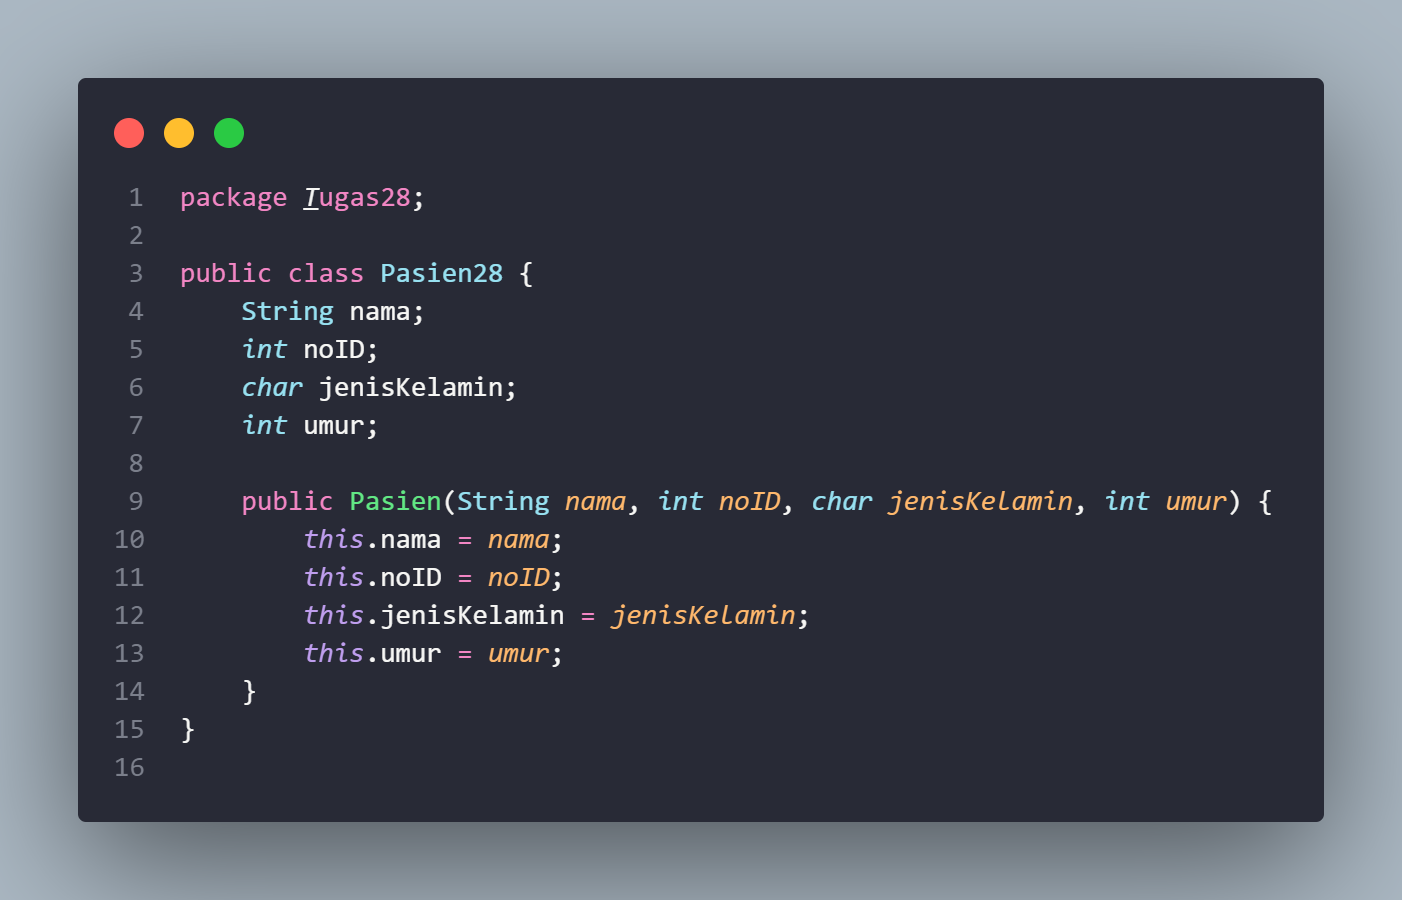 1 package Tugas28;
2
3 public class Pasien28 {
4     String nama;
5     int noID;
6     char jenisKelamin;
7     int umur;
8
9     public Pasien(String nama, int noID, char jenisKelamin, int umur) {
10         this.nama = nama;
11         this.noID = noID;
12         this.jenisKelamin = jenisKelamin;
13         this.umur = umur;
14     }
15 }
16